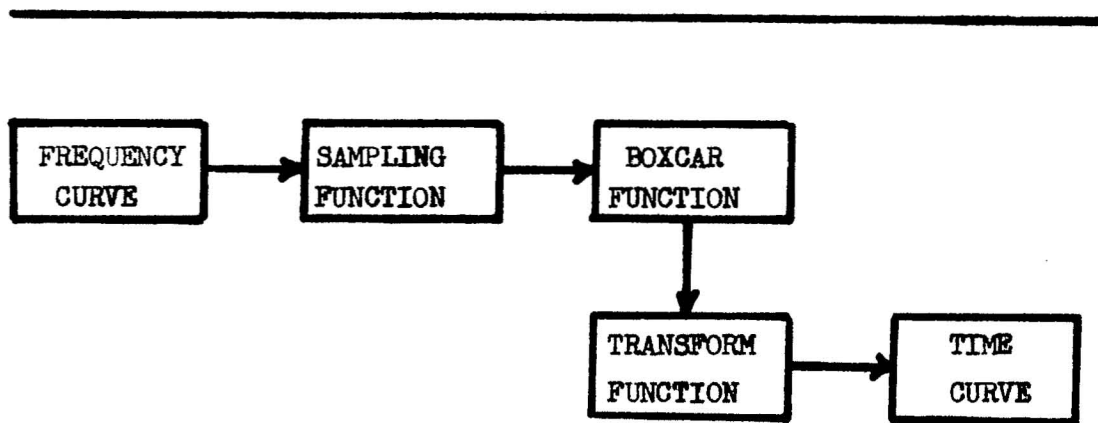 FREQUENCY
CURVE
SAMPLING
FUNCTION
BOXCAR
FUNCTION
TRANSFORM
FUNCTION
TIME
CURVE